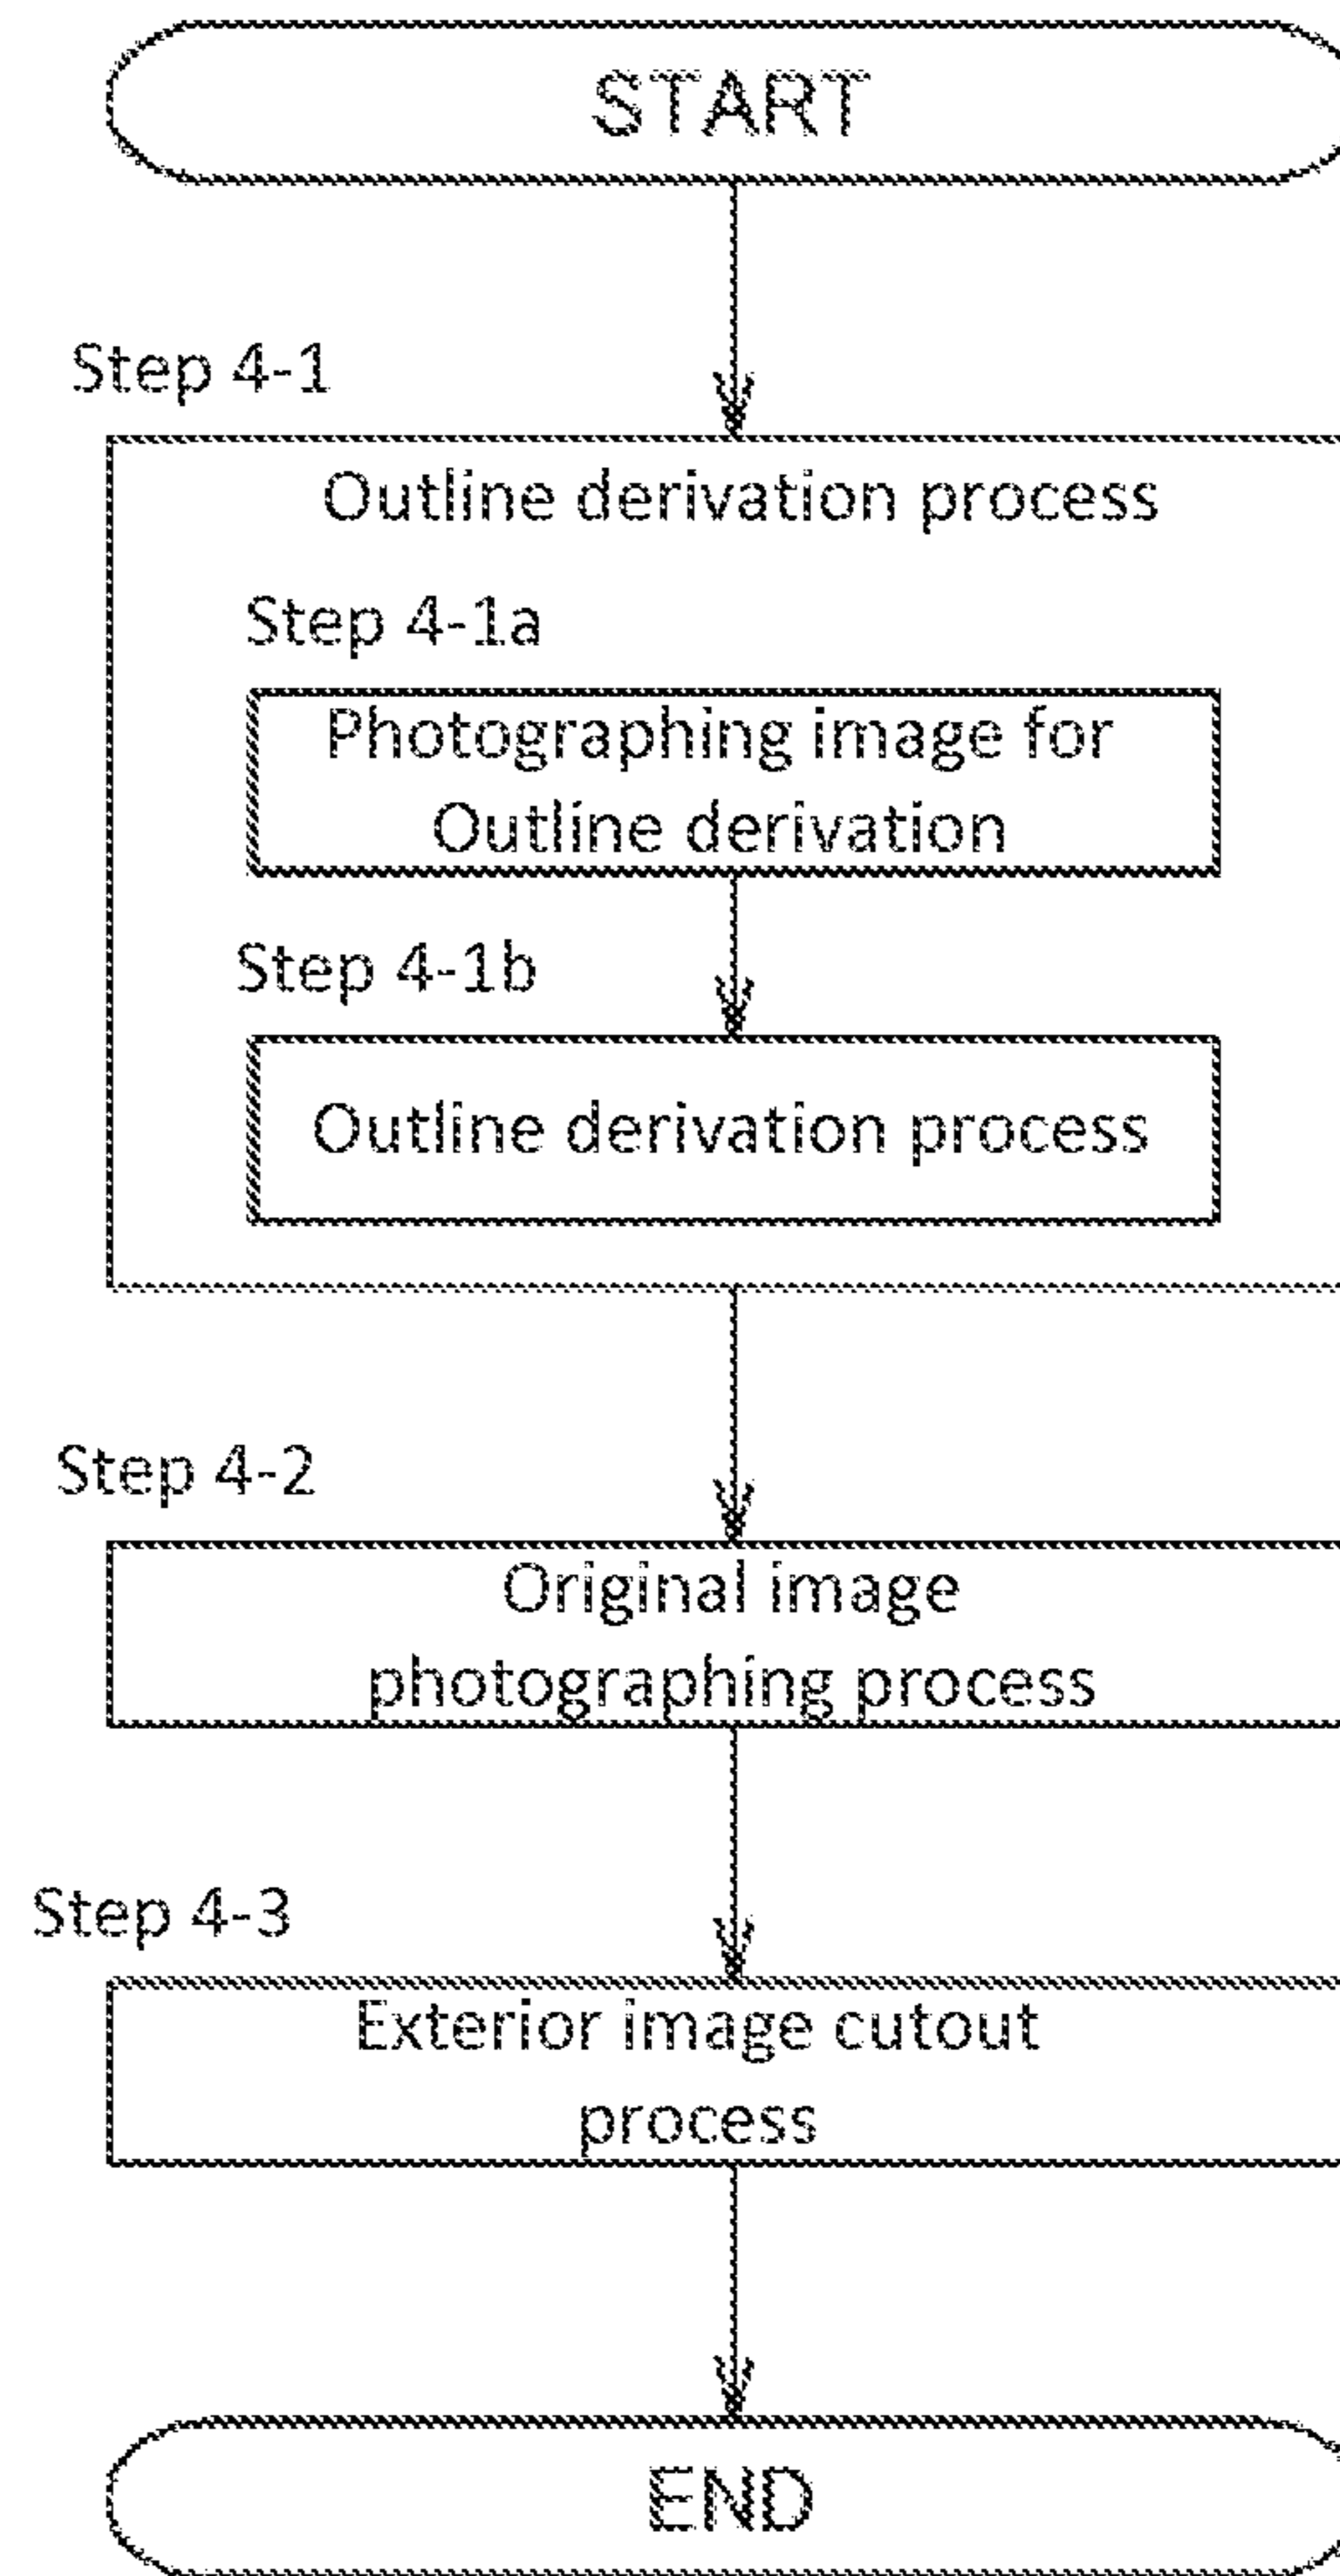 START
Step 4-1
Outline derivation process
Step 4-1a
Photographing image for
Outline derivation
Step 4-1b
Outline derivation process
Step 4-2
Original image
photographing process
Step 4-3
Exterior image cutout
process
END